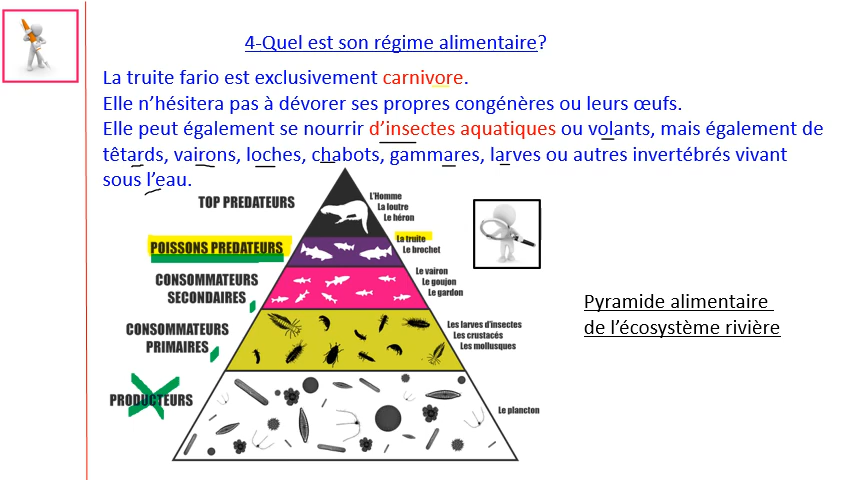 4-Quel est son régime alimentaire?
La truite fario est exclusivement carnivore.
Elle n'hésitera pas à dévorer ses propres congénères ou leurs œufs.
Elle peut également se nourrir d'insectes aquatiques ou volants, mais également de
têtards, vairons, loches, chabots, gammares, larves ou autres invertébrés vivant
sous l'eau.
TOP PREDATEURS
L'Homme
La loutre
Le héron
POISSONS PREDATEURS
La truite
Le brochet
CONSOMMATEURS
SECONDAIRES
Le vairon
Le goujon
Le gardon
Pyramide alimentaire
de l'écosystème rivière
CONSOMMATEURS
PRIMAIRES
Les larves d'insectes
Les crustacés
Les mollusques
PRODUCTEURS
Le plancton